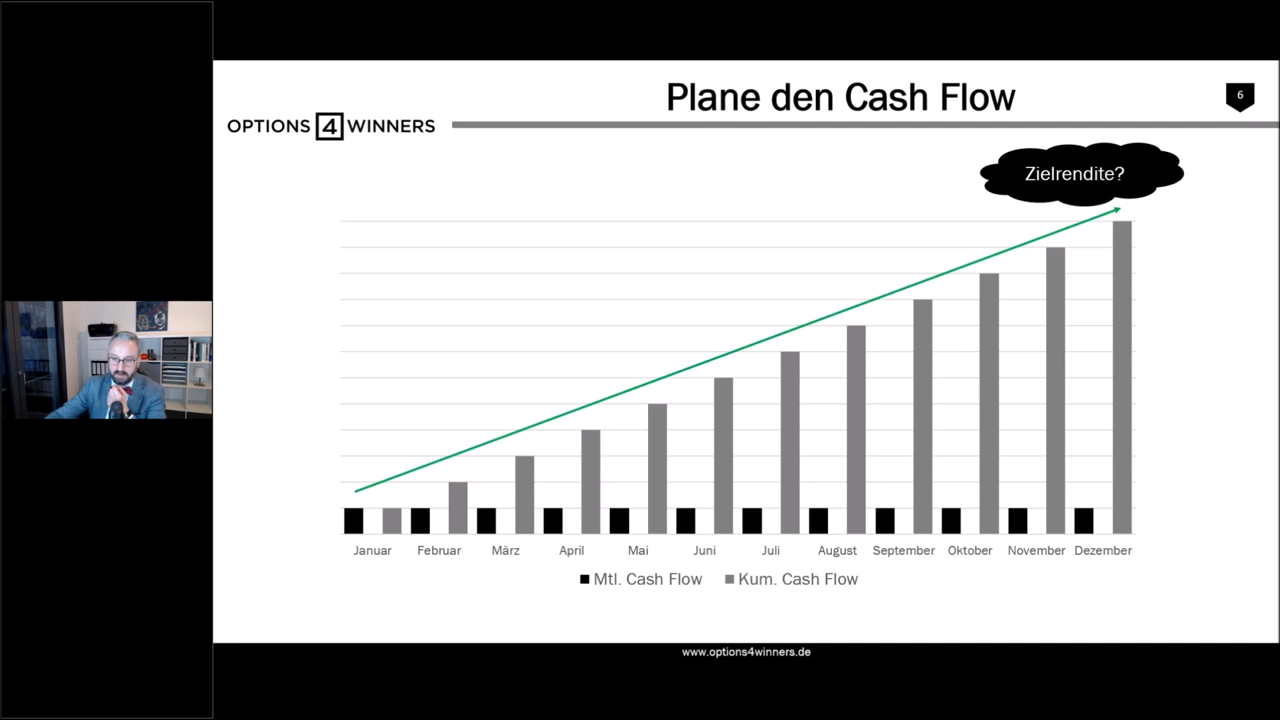 Plane den Cash Flow
6
OPTIONS 4 WINNERS
Zielrendite?
Januar Februar März April Mai Juni Juli August September Oktober November Dezember
Mtl. Cash Flow Kum. Cash Flow
www.options4winners.de